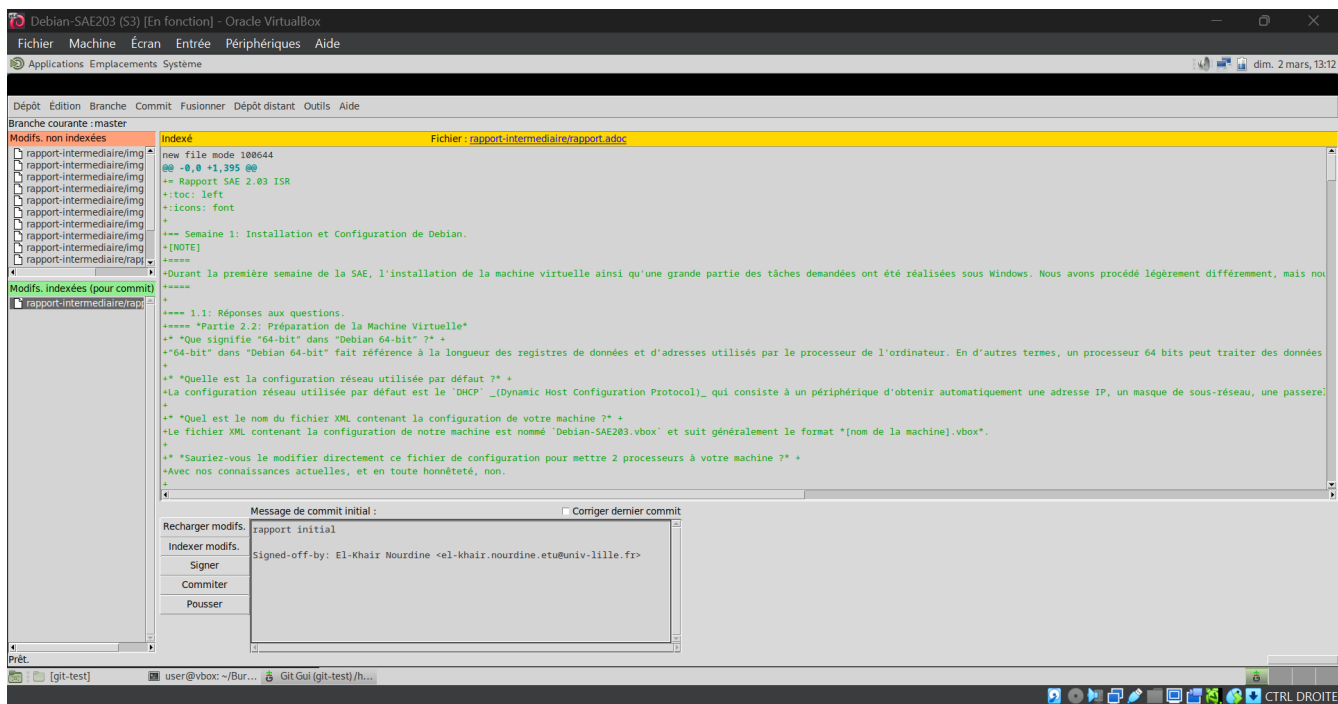 Debian-SAE203 (S3) [En fonction] - Oracle VirtualBox
Fichier Machine Écran Entrée Périphériques Aide
Applications Emplacements Système
dim. 2 mars, 13:12
Dépôt Édition Branche Commit Fusionner Dépôt distant Outils Aide
Branche courante : master
Modifs. non indexées
rapport-intermediaire/img
rapport-intermediaire/img
rapport-intermediaire/img
rapport-intermediaire/img
rapport-intermediaire/img
rapport-intermediaire/img
rapport-intermediaire/img
rapport-intermediaire/img
rapport-intermediaire/img
rapport-intermediaire/rapp
Modifs. indexées (pour commit)
rapport-intermediaire/rapp
Indexé Fichier : rapport-intermediaire/rapport.adoc
new file mode 100644
@@ -0,0 +1,395 @@
+= Rapport SAE 2.03 ISR
+:toc: left
+:icons: font
+
+== Semaine 1: Installation et Configuration de Debian.
+[NOTE]
+====
+Durant la première semaine de la SAE, l'installation de la machine virtuelle ainsi qu'une grande partie des tâches demandées ont été réalisées sous Windows. Nous avons procédé légèrement différemment, mais nou
+====
+
+=== 1.1: Réponses aux questions.
+==== *Partie 2.2: Préparation de la Machine Virtuelle*
+* *Que signifie "64-bit" dans "Debian 64-bit" ?* +
+"64-bit" dans "Debian 64-bit" fait référence à la longueur des registres de données et d'adresses utilisés par le processeur de l'ordinateur. En d'autres termes, un processeur 64 bits peut traiter des données
+
+* *Quelle est la configuration réseau utilisée par défaut ?* +
+La configuration réseau utilisée par défaut est le `DHCP` _(Dynamic Host Configuration Protocol)_ qui consiste à un périphérique d'obtenir automatiquement une adresse IP, un masque de sous-réseau, une passerel
+
+* *Quel est le nom du fichier XML contenant la configuration de votre machine ?* +
+Le fichier XML contenant la configuration de notre machine est nommé `Debian-SAE203.vbox` et suit généralement le format *[nom de la machine].vbox*.
+
+* *Sauriez-vous le modifier directement ce fichier de configuration pour mettre 2 processeurs à votre machine ?* +
+Avec nos connaissances actuelles, et en toute honnêteté, non.
+
Message de commit initial : Corriger dernier commit
Recharger modifs.
Indexer modifs.
Signer
Commiter
Pousser
rapport initial
Signed-off-by: El-Khair Nourdine <el-khair.nourdine.etu@univ-lille.fr>
Prêt.
[git-test] user@vbox: ~/Bur... Git Gui (git-test) /h...
CTRL DROITE